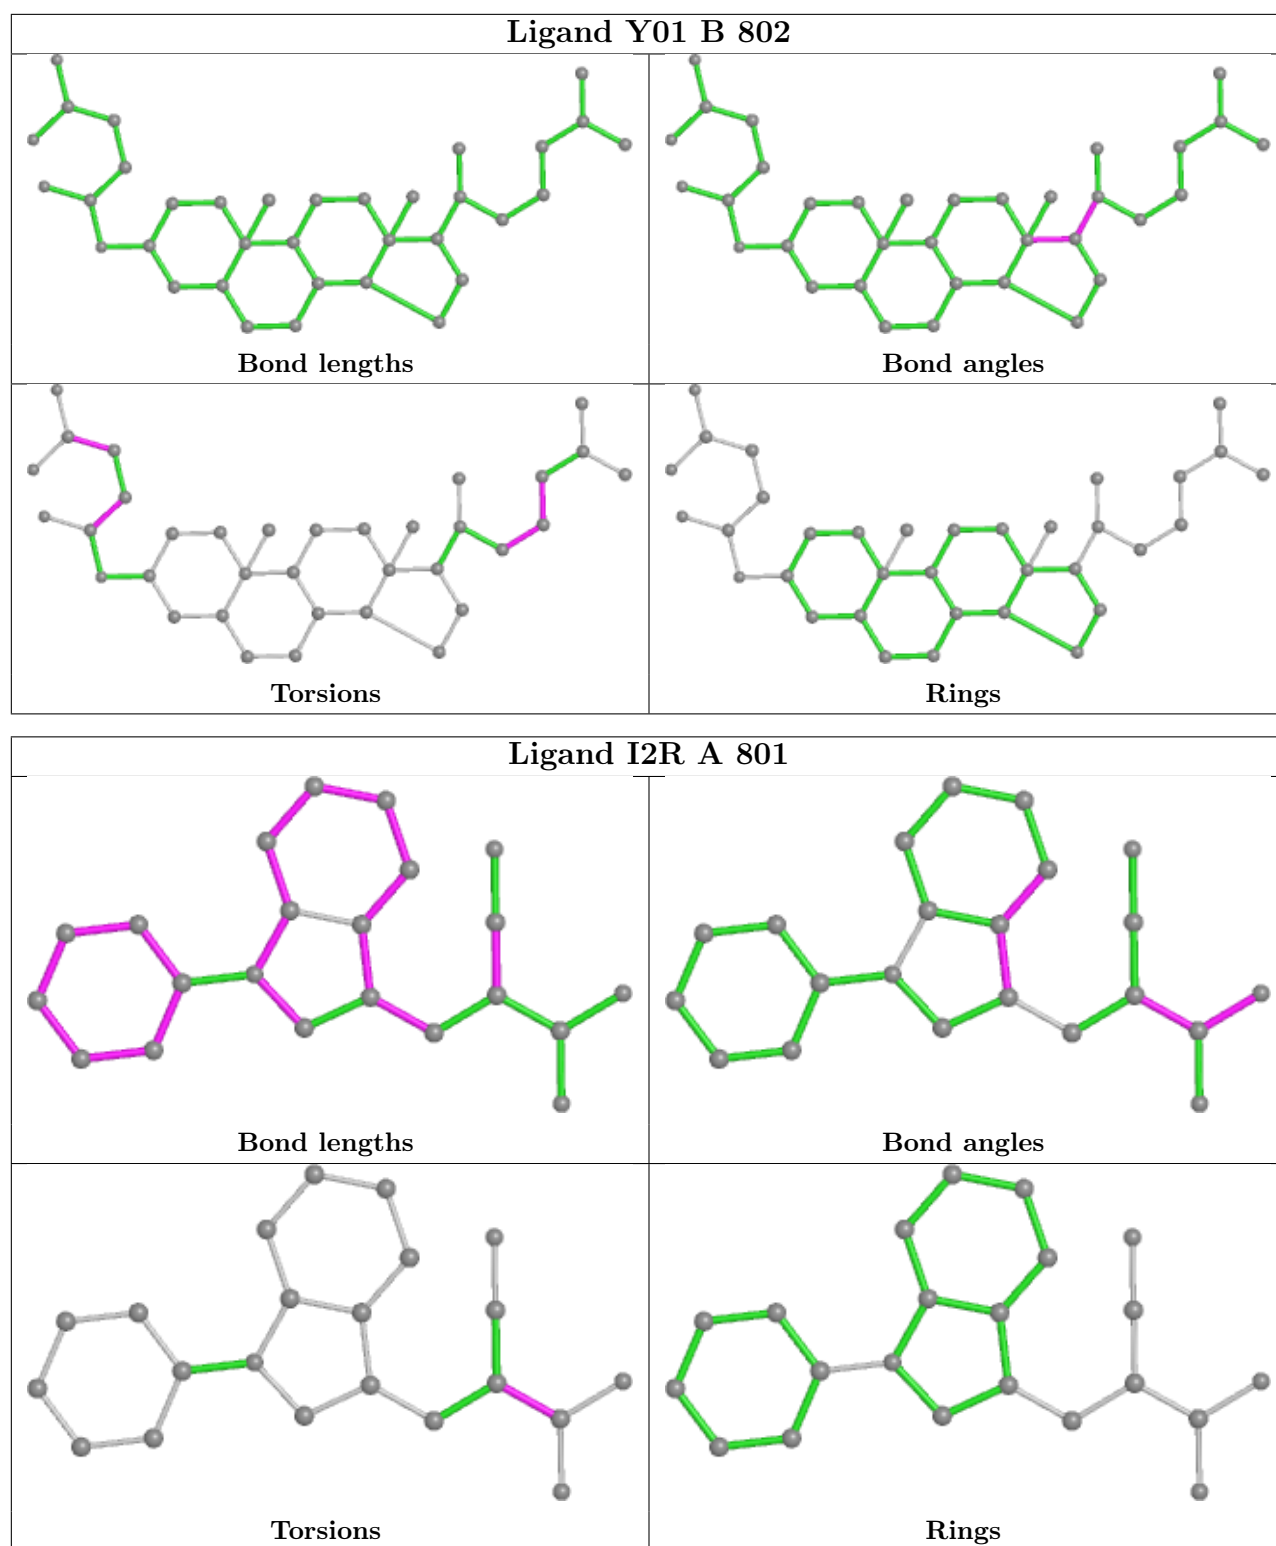 Ligand Y01 B 802
Bond lengths
Bond angles
Torsions
Rings
Ligand I2R A 801
Bond lengths
Bond angles
Torsions
Rings